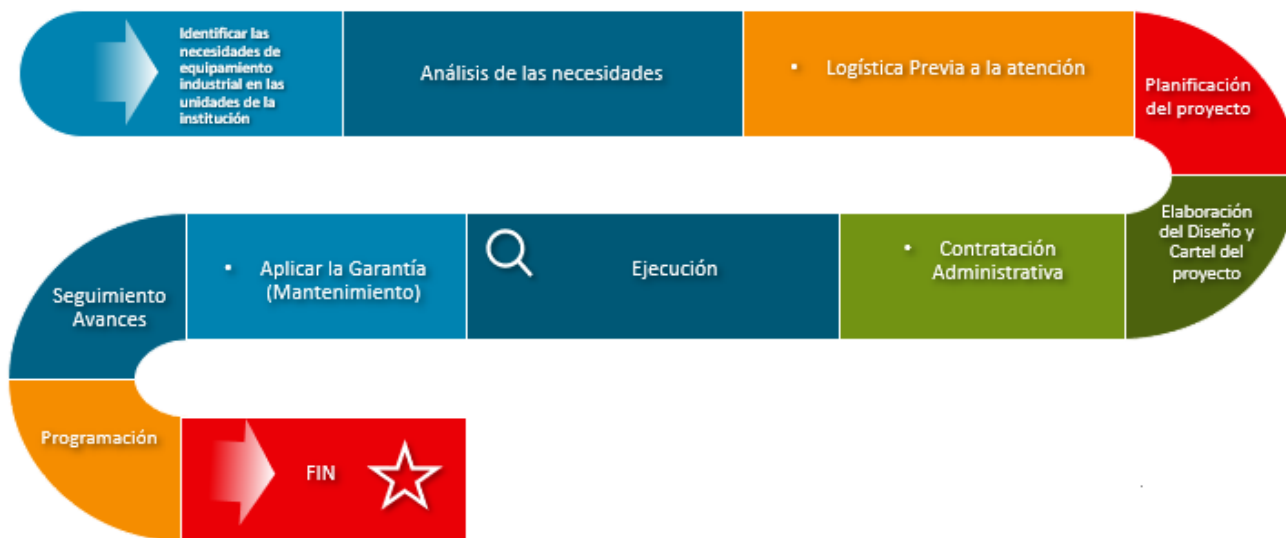 Identificar las
necesidades de
equipamiento
industrial en las
unidades de la
institución
Análisis de las necesidades
• Logística Previa a la atención
Planificación
del proyecto
Elaboración
del Diseño y
Cartel del
proyecto
• Contratación
Administrativa
Ejecución
• Aplicar la Garantía
(Mantenimiento)
Seguimiento
Avances
Programación
FIN
.